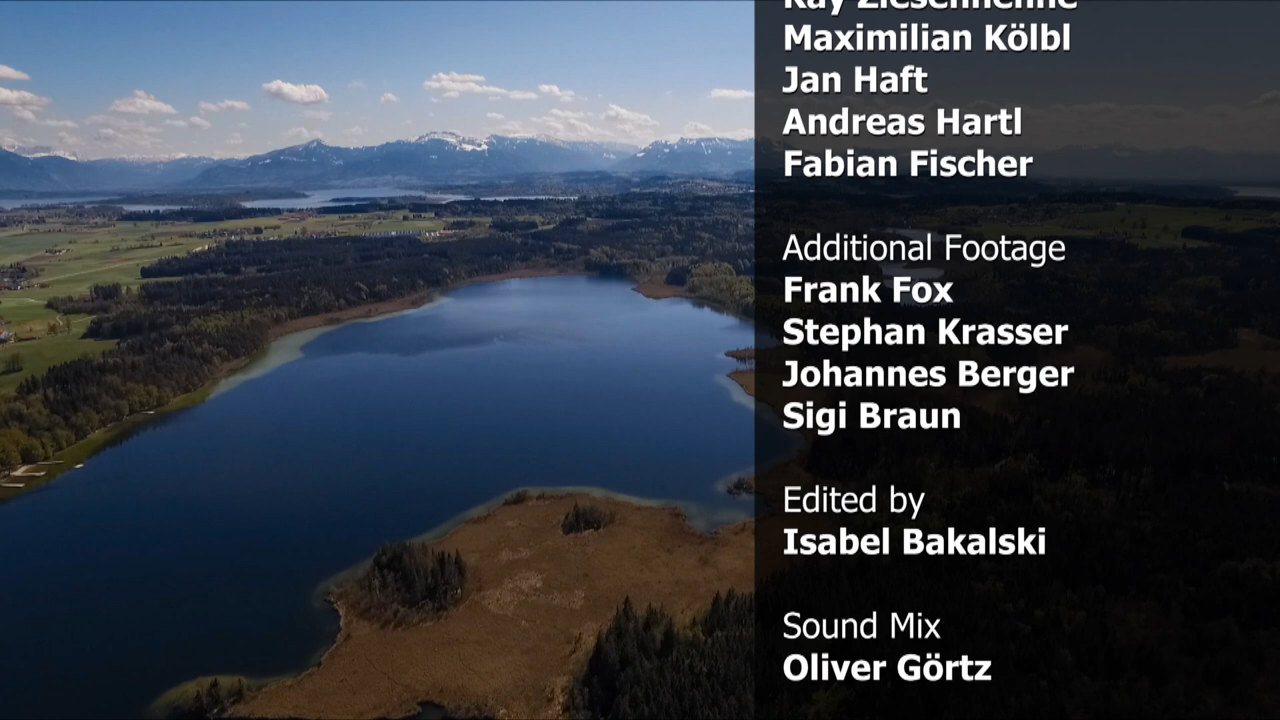 Maximilian Kölbl
Jan Haft
Andreas Hartl
Fabian Fischer
Additional Footage
Frank Fox
Stephan Krasser
Johannes Berger
Sigi Braun
Edited by
Isabel Bakalski
Sound Mix
Oliver Görtz